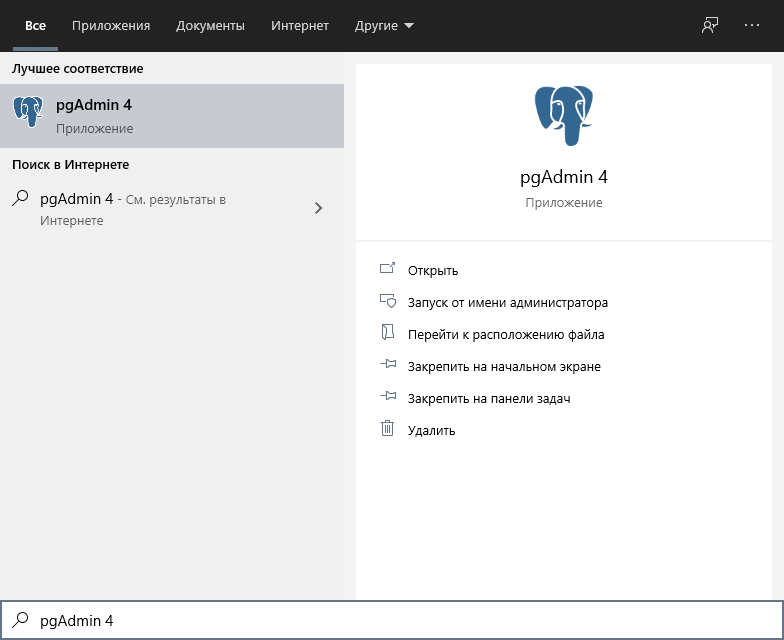 Все Приложения Документы Интернет Другие
Лучшее соответствие
pgAdmin 4
Приложение
Поиск в Интернете
pgAdmin 4 - См. результаты в
Интернете
pgAdmin 4
Приложение
Открыть
Запуск от имени администратора
Перейти к расположению файла
Закрепить на начальном экране
Закрепить на панели задач
Удалить
pgAdmin 4